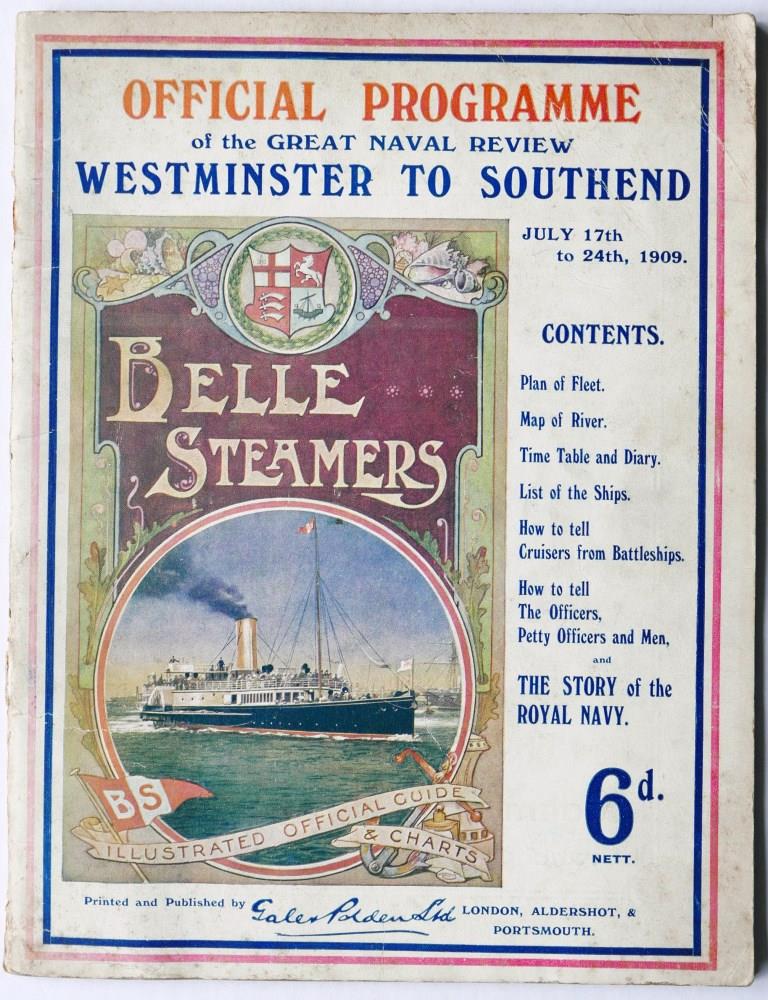 OFFICIAL PROGRAMME
of the GREAT NAVAL REVIEW
WESTMINSTER TO SOUTHEND
JULY 17th
to 24th, 1909.
BELLE
STEAMERS
BS
ILLUSTRATED OFFICIAL GUIDE
& CHARTS
CONTENTS.
Plan of Fleet.
Map of River.
Time Table and Diary.
List of the Ships.
How to tell
Cruisers from Battleships.
How to tell
The Officers,
Petty Officers and Men,
and
THE STORY of the
ROYAL NAVY.
6d.
NETT.
Printed and Published by Gale & Polden Ltd LONDON, ALDERSHOT, &
PORTSMOUTH.